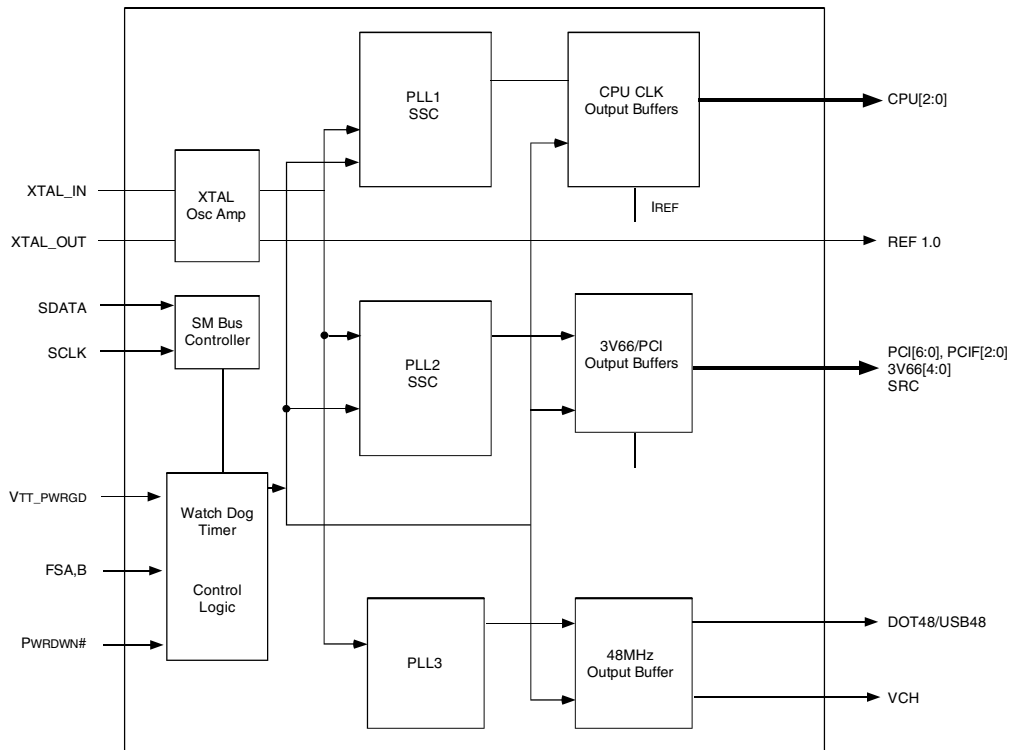 PLL1
SSC
CPU CLK
Output Buffers
CPU[2:0]
XTAL_IN
XTAL
Osc Amp
IREF
XTAL_OUT
REF 1.0
SDATA
SM Bus
Controller
SCLK
PLL2
SSC
3V66/PCI
Output Buffers
PCI[6:0], PCIF[2:0]
3V66[4:0]
SRC
VTT_PWRGD
Watch Dog
Timer
FSA,B
Control
Logic
PWRDWN#
PLL3
48MHz
Output Buffer
DOT48/USB48
VCH